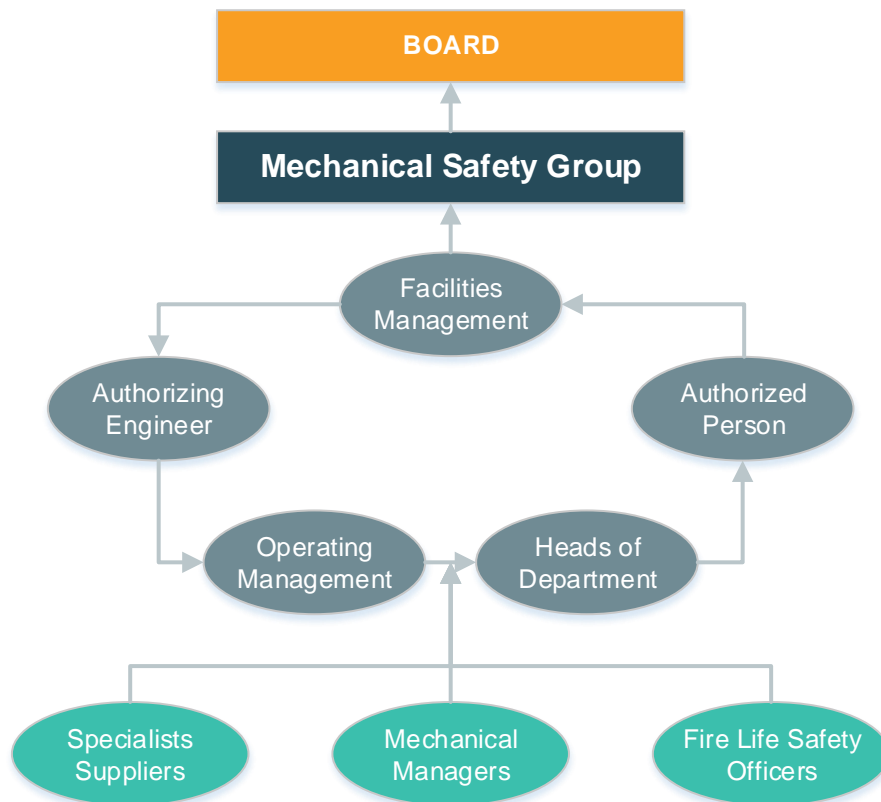 BOARD
Mechanical Safety Group
Facilities
Management
Authorizing
Engineer
Authorized
Person
Operating
Management
Heads of
Department
Specialists
Suppliers
Mechanical
Managers
Fire Life Safety
Officers